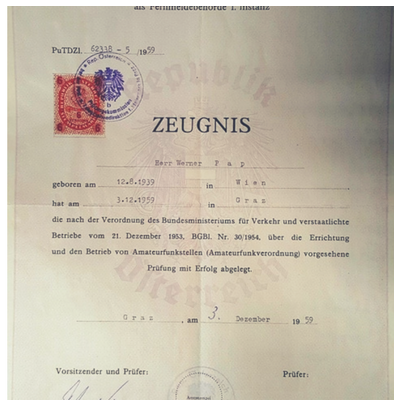 als Fernmeldebehörde I. Instanz
PuTDZl. 62338 - 5 /1959
ZEUGNIS
Herr Werner Pap
geboren am 12.8.1939 in Wien
hat am 3.12.1959 in Graz
die nach der Verordnung des Bundesministeriums für Verkehr und verstaatlichte
Betriebe vom 21. Dezember 1953, BGBl. Nr. 30/1954, über die Errichtung
und den Betrieb von Amateurfunkstellen (Amateurfunkverordnung) vorgesehene
Prüfung mit Erfolg abgelegt.
Republik
Österreich
Graz, am 3. Dezember 1959
Vorsitzender und Prüfer: Prüfer: